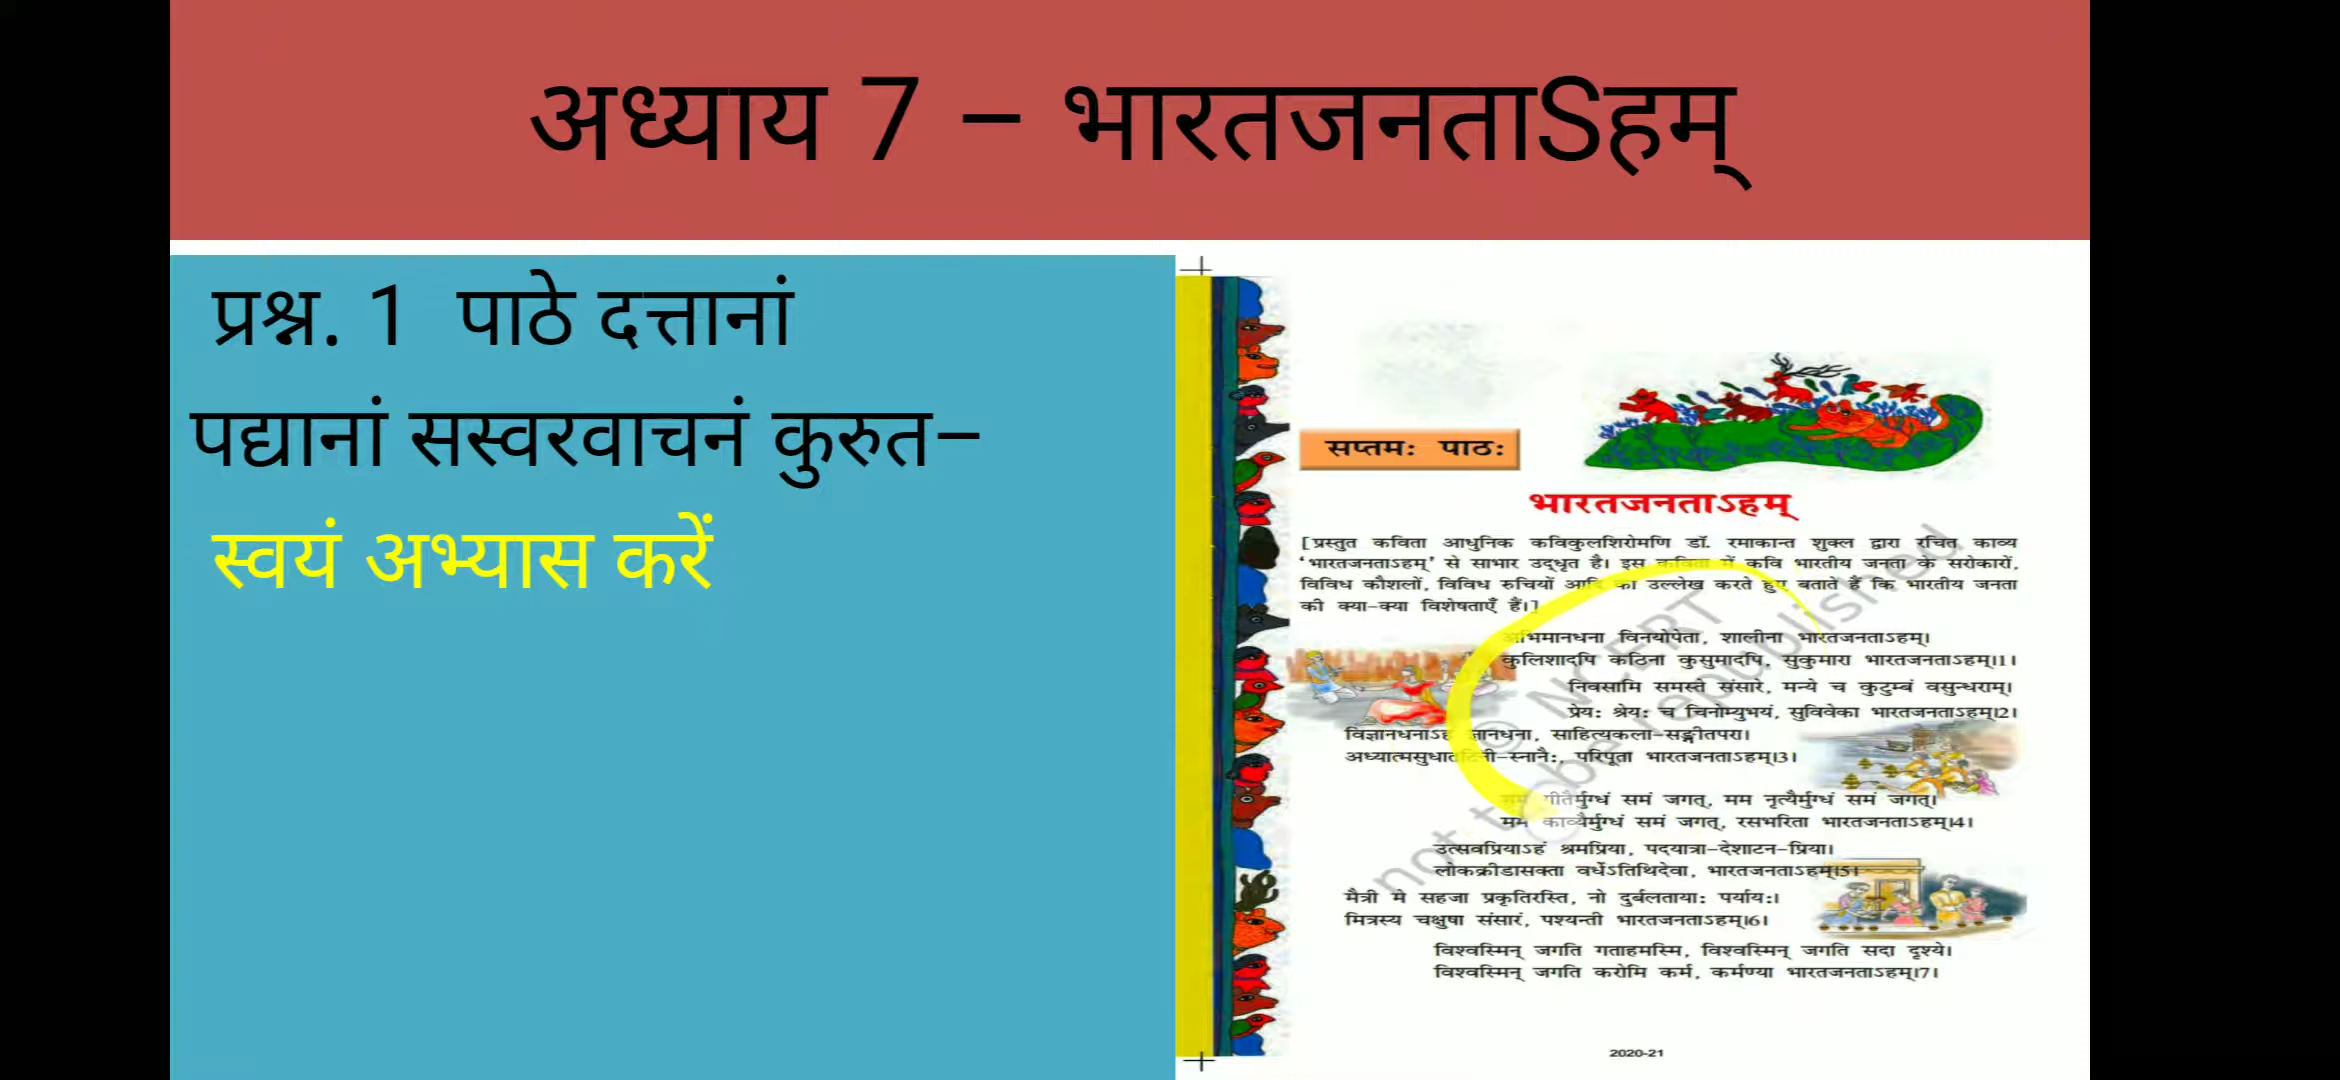 अध्याय 7 – भारतजनताSहम्
प्रश्न. 1 पाठे दत्तानां
पद्यानां सस्वरवाचनं कुरुत–
स्वयं अभ्यास करें
सप्तमः पाठः
भारतजनताऽहम्
[प्रस्तुत कविता आधुनिक कविकुलशिरोमणि डॉ. रमाकान्त शुक्ल द्वारा रचित काव्य
‘भारतजनताऽहम्’ से साभार उद्धृत है। इस कविता में कवि भारतीय जनता के सरोकारों,
विविध कौशलों, विविध रुचियों आदि का उल्लेख करते हुए बताते हैं कि भारतीय जनता
की क्या-क्या विशेषताएँ हैं।]
अभिमानधना विनयोपेता, शालीना भारतजनताऽहम्।
कुलिशादपि कठिना कुसुमादपि, सुकुमारा भारतजनताऽहम्।1।
निवसामि समस्ते संसारे, मन्ये च कुटुम्बं वसुन्धराम्।
प्रेयः श्रेयः च चिनोम्युभयं, सुविवेका भारतजनताऽहम्।2।
विज्ञानधनाऽहं ज्ञानधना, साहित्यकला-सङ्गीतपरा।
अध्यात्मसुधातटिनी-स्नानैः, परिपूता भारतजनताऽहम्।3।
मम गीतैर्मुग्धं समं जगत्, मम नृत्यैर्मुग्धं समं जगत्।
मम काव्यैर्मुग्धं समं जगत्, रसभरिता भारतजनताऽहम्।4।
उत्सवप्रियाऽहं श्रमप्रिया, पदयात्रा-देशाटन-प्रिया।
लोकक्रीडासक्ता वर्धेऽतिथिदेवा, भारतजनताऽहम्।5।
मैत्री मे सहजा प्रकृतिरस्ति, नो दुर्बलतायाः पर्यायः।
मित्रस्य चक्षुषा संसारं, पश्यन्ती भारतजनताऽहम्।6।
विश्वस्मिन् जगति गताहमस्मि, विश्वस्मिन् जगति सदा दृश्ये।
विश्वस्मिन् जगति करोमि कर्म, कर्मण्या भारतजनताऽहम्।7।
© NCERT
not to be republished
2020-21